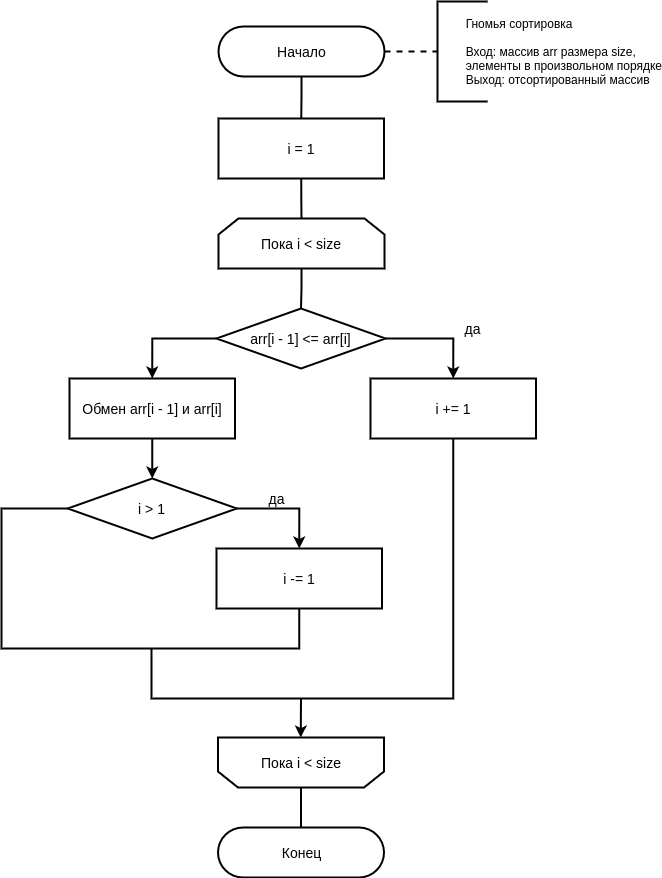 Начало
Гномья сортировка
Вход: массив arr размера size,
элементы в произвольном порядке
Выход: отсортированный массив
i = 1
Пока i < size
arr[i - 1] <= arr[i]
да
Обмен arr[i - 1] и arr[i]
i += 1
i > 1
да
i -= 1
Пока i < size
Конец